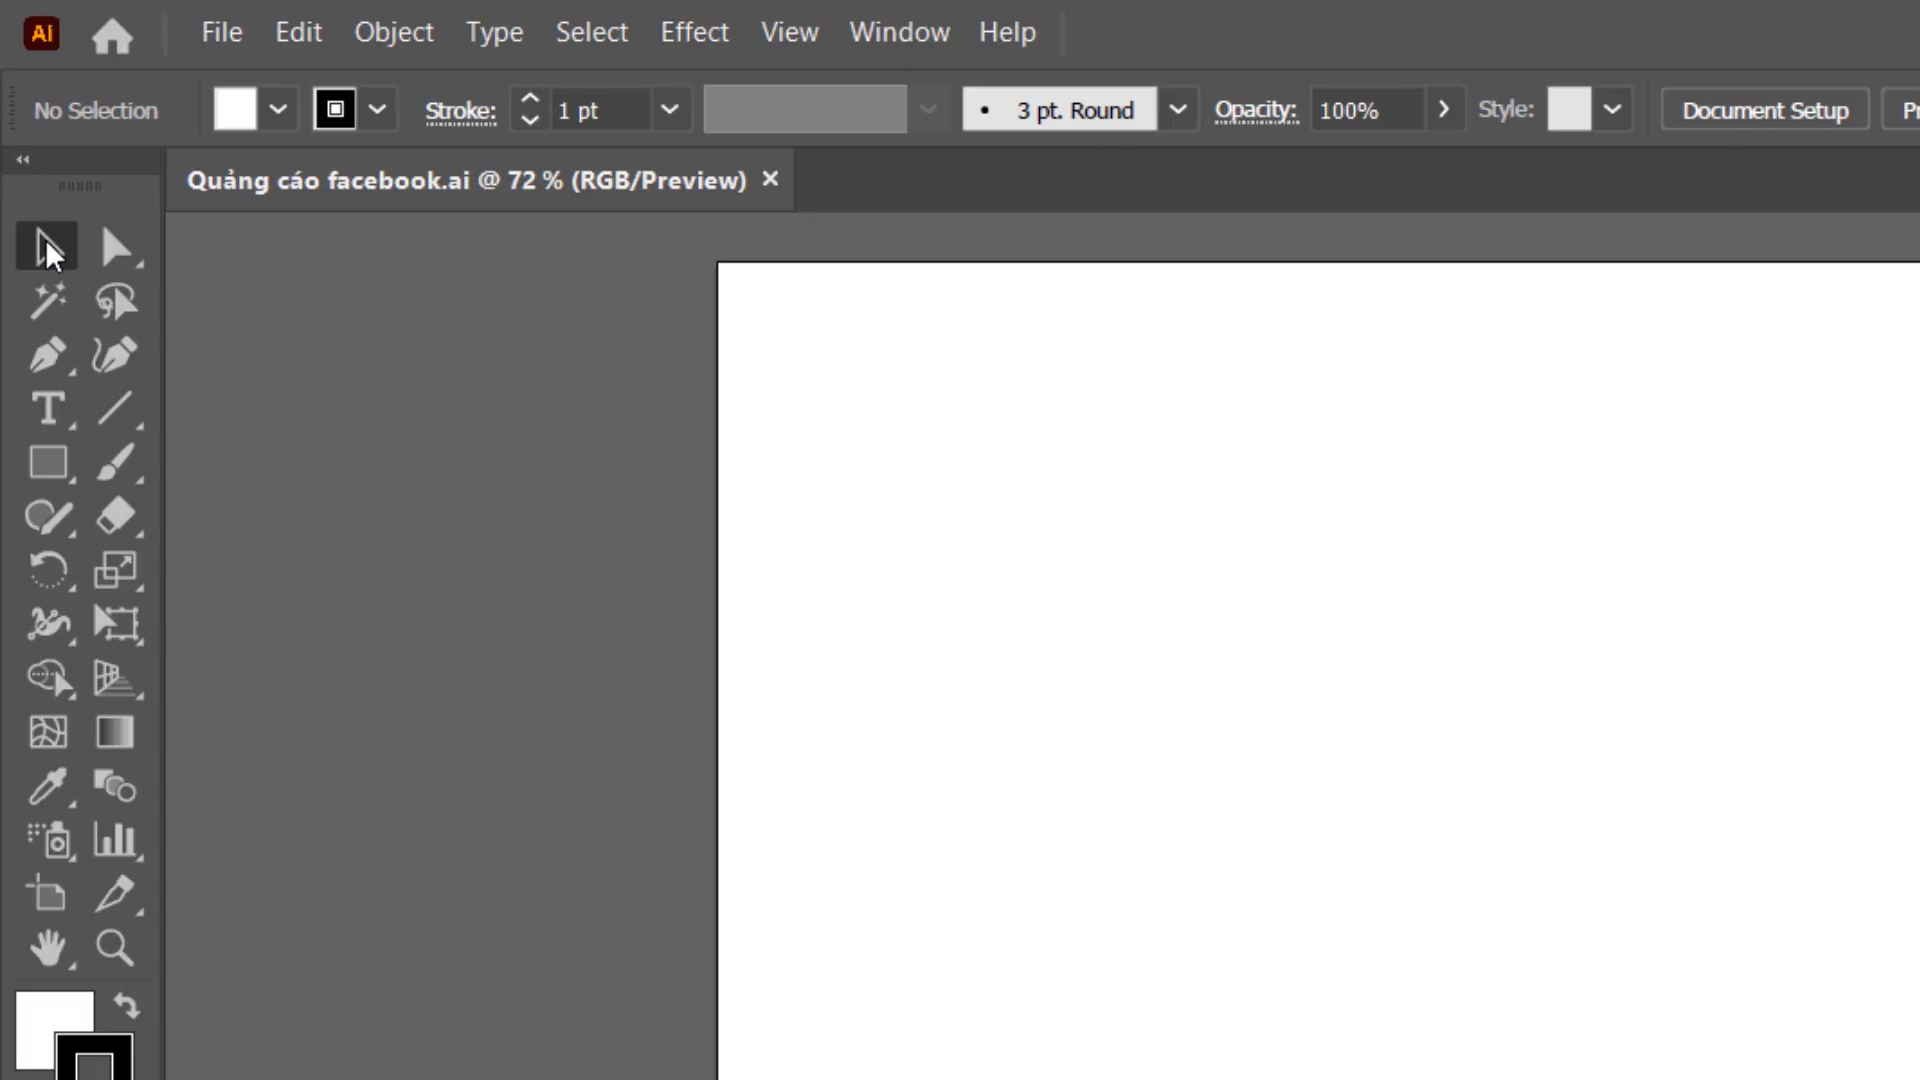 Ai File Edit Object Type Select Effect View Window Help
No Selection Stroke: 1 pt 3 pt. Round Opacity: 100% Style: Document Setup
Quảng cáo facebook.ai @ 72 % (RGB/Preview)
T